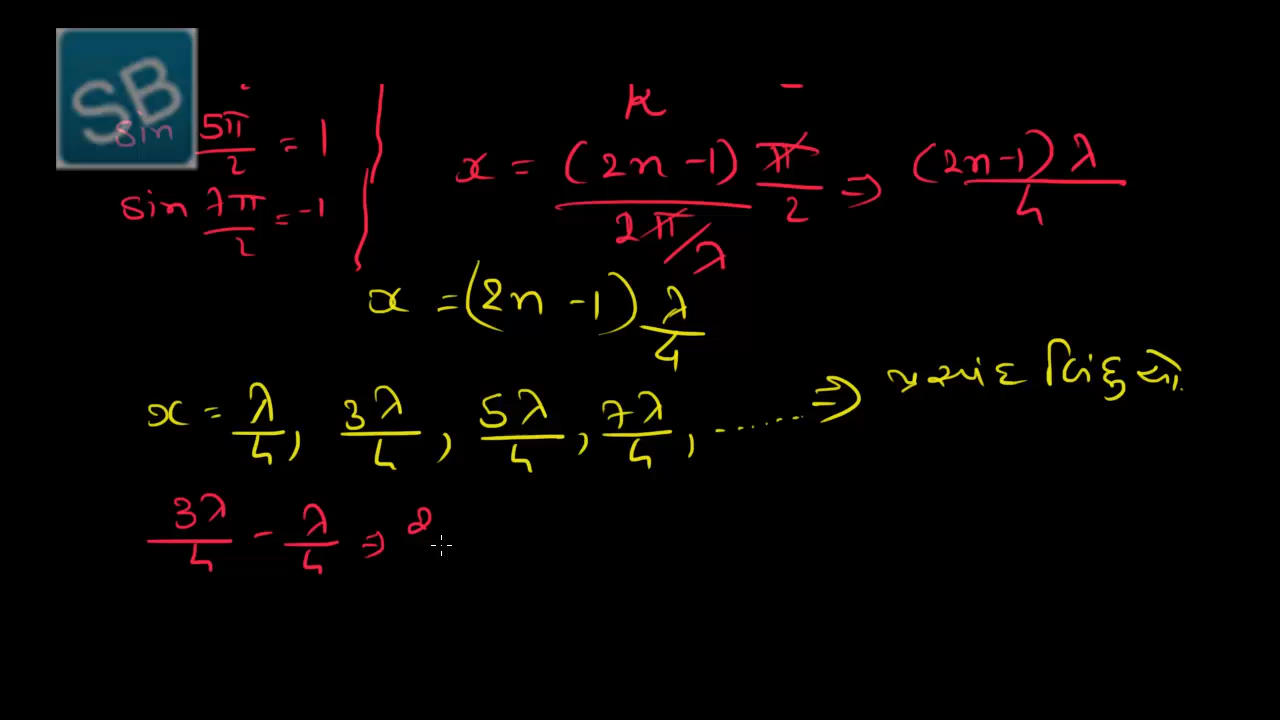 SB
sin 5π/2 = 1
sin 7π/2 = -1
k
x = (2n - 1) π/2 / 2π/λ ⇒ (2n-1) λ/4
x = (2n - 1) λ/4
x = λ/4, 3λ/4, 5λ/4, 7λ/4, ........ ⇒ પ્રસ્પંદ બિંદુઓ.
3λ/4 - λ/4 ⇒ 2